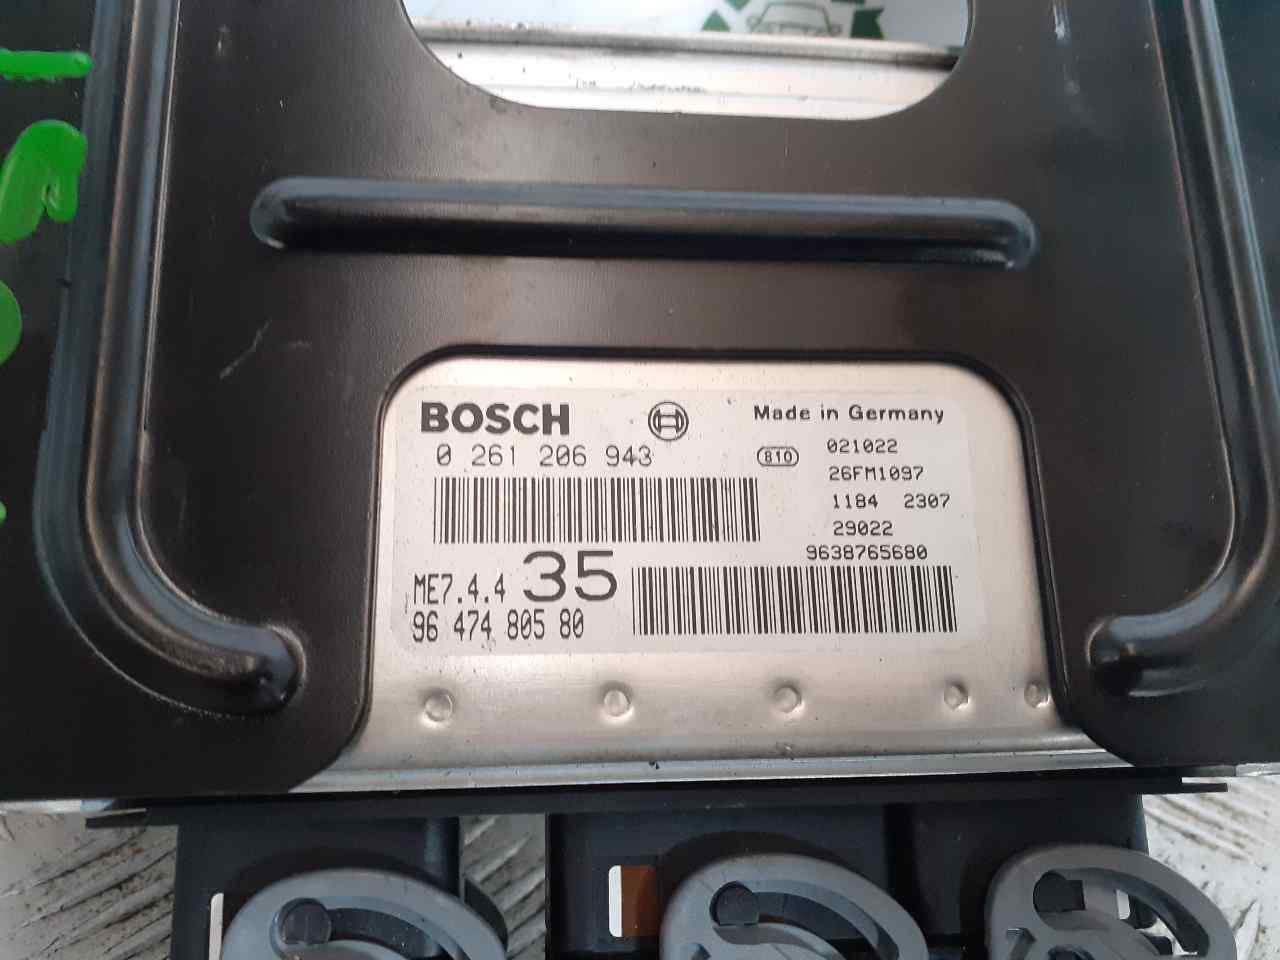 BOSCH
Made in Germany
0 261 206 943
810
021022
26FM1097
1184 2307
29022
9638765680
ME7.4.4 35
96 474 805 80